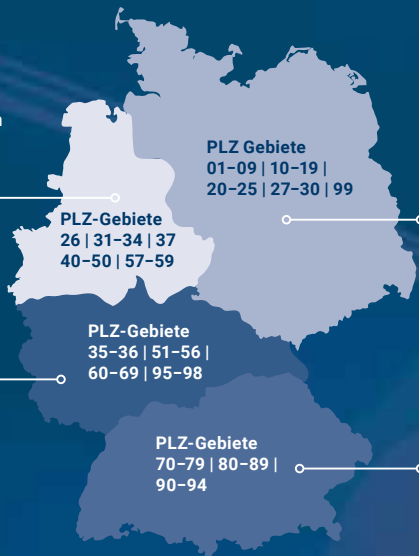 PLZ Gebiete
01–09 | 10–19 |
20–25 | 27–30 | 99
PLZ-Gebiete
26 | 31–34 | 37
40–50 | 57–59
PLZ-Gebiete
35–36 | 51–56 |
60–69 | 95–98
PLZ-Gebiete
70–79 | 80–89 |
90–94